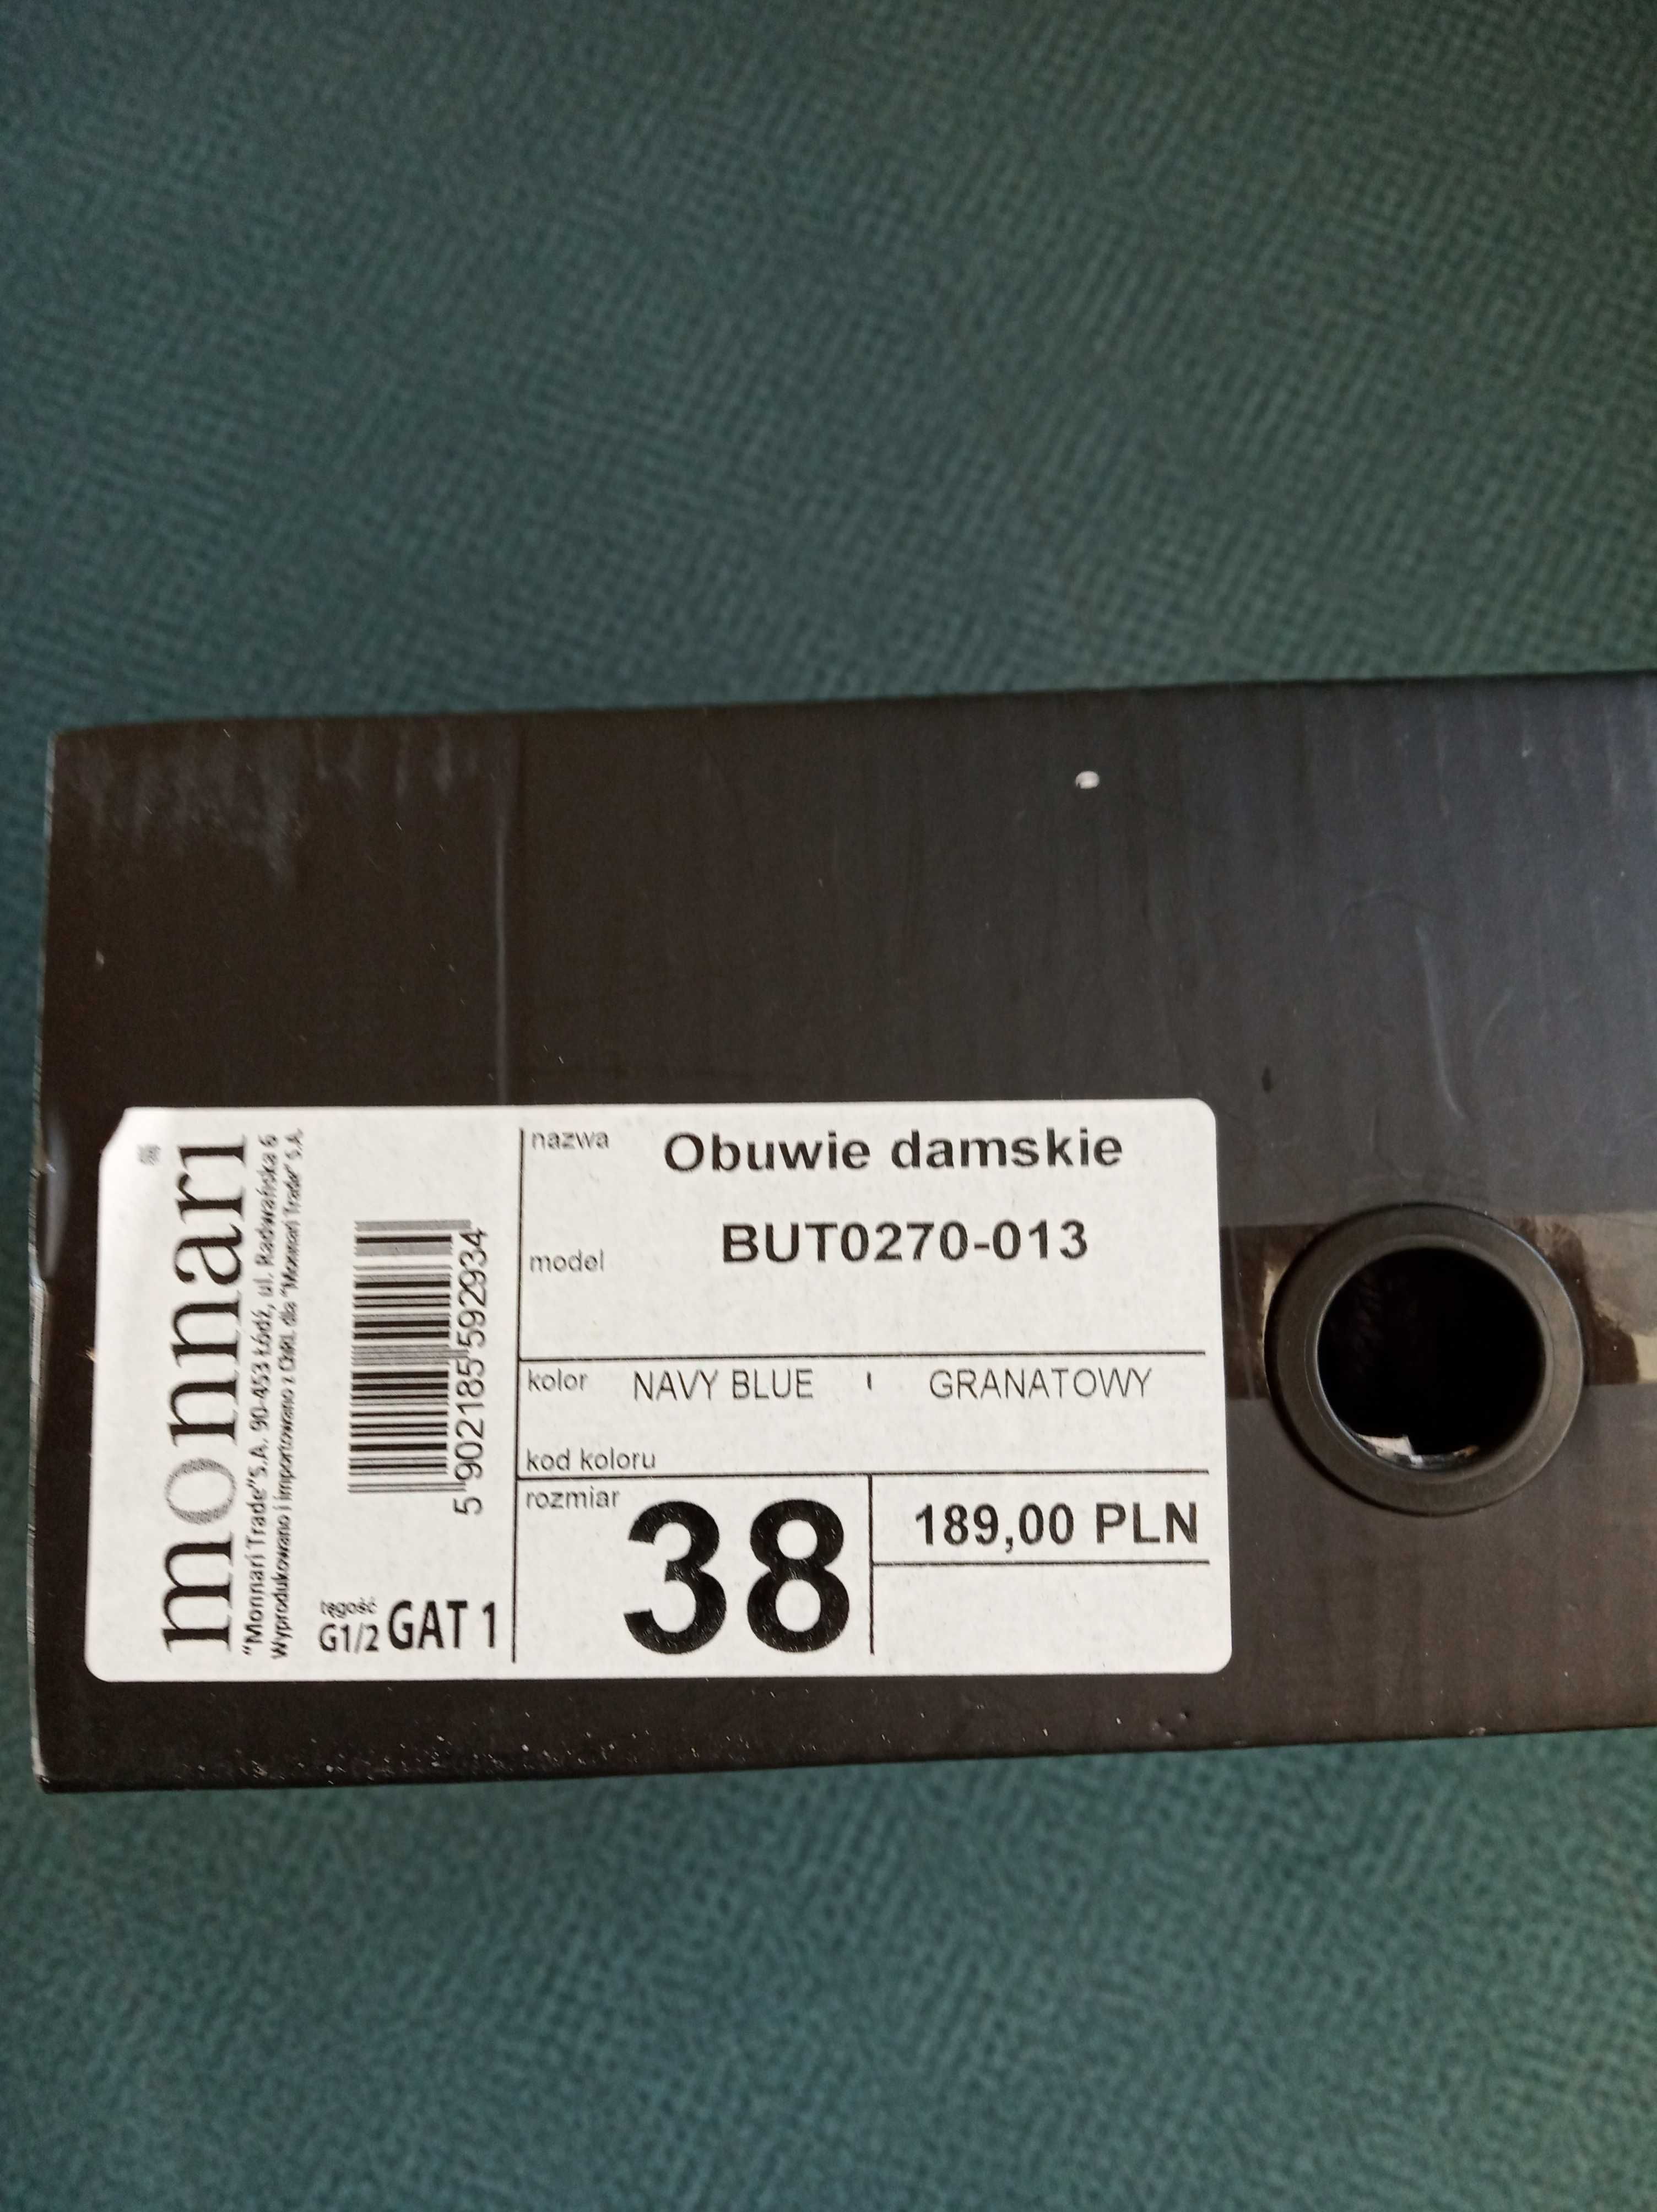 monnari
"Monnari Trade" S.A. 90-453 Łódź, ul. Radwańska 6
Wyprodukowano i importowano z ChRL dla "Monnari Trade" S.A.
5 902185 592934
tęgość
G1/2 GAT 1
nazwa Obuwie damskie
model BUT0270-013
kolor NAVY BLUE GRANATOWY
kod koloru
rozmiar 38
189,00 PLN